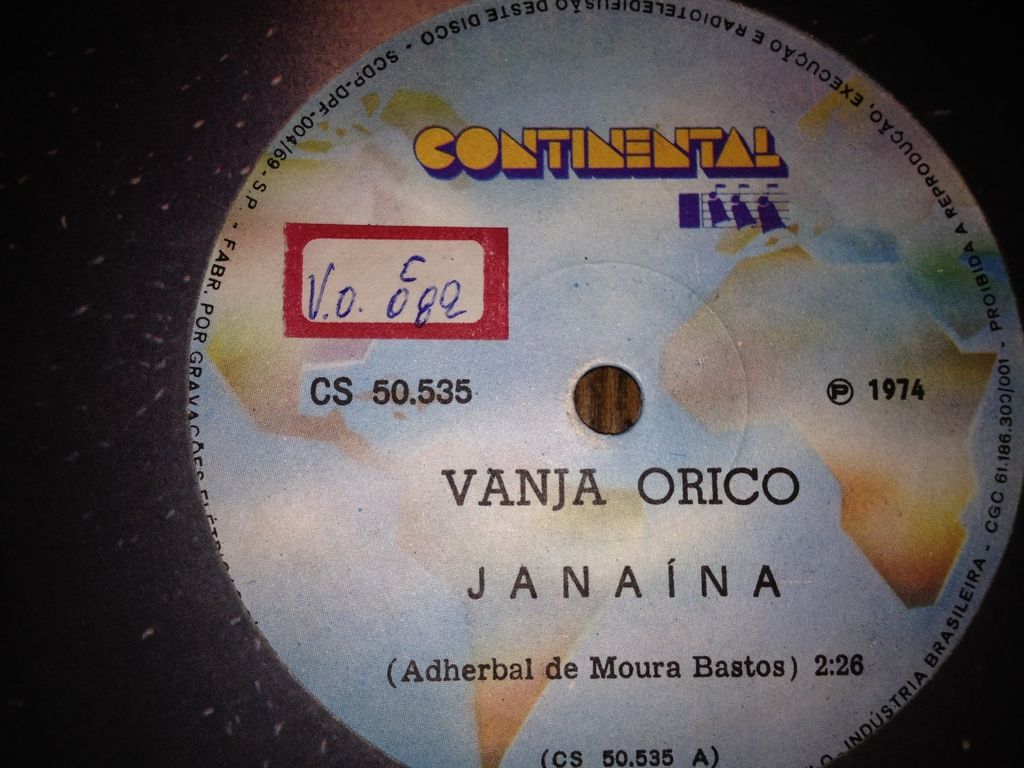 CONTINENTAL
V.O.
CS 50.535
℗ 1974
VANJA ORICO
JANAÍNA
(Adherbal de Moura Bastos) 2:26
(CS 50.535 A)
INDÚSTRIA BRASILEIRA - CGC 61.186.300/001 - PROIBIDA A REPRODUÇÃO, EXECUÇÃO E RADIOTELEDIFUSÃO DESTE DISCO - SCDP-DPF-004/69 - S.P. - FABR. POR GRAVAÇÕES